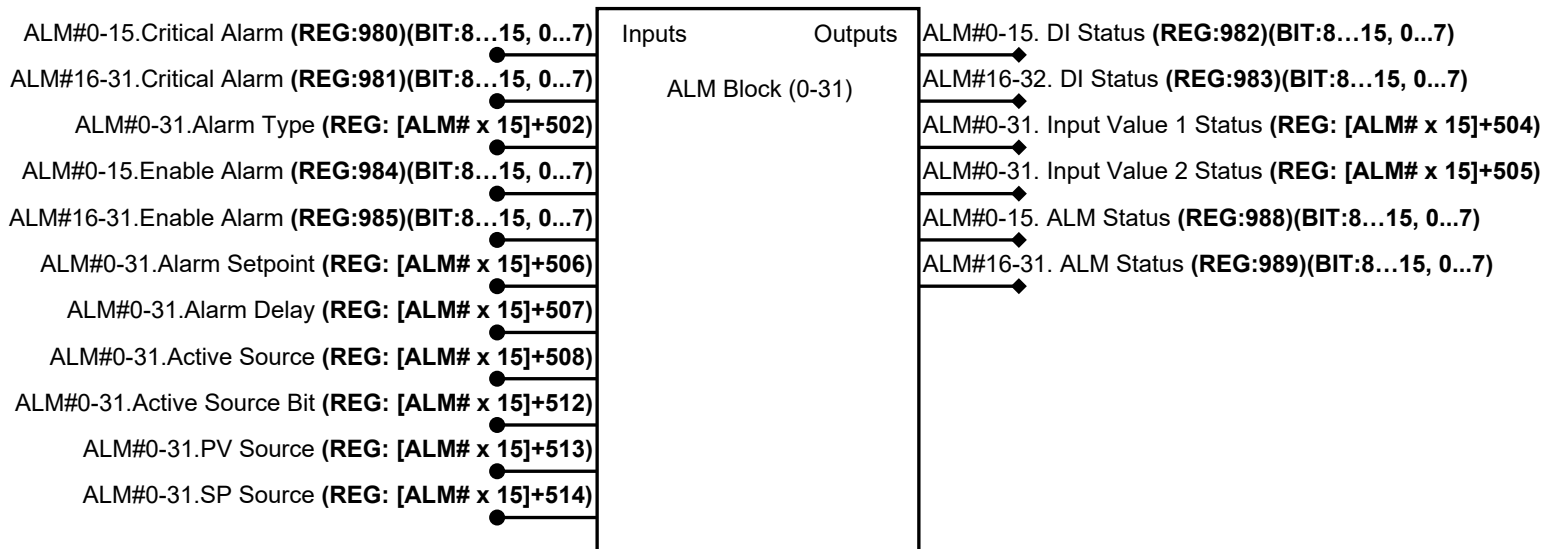 ALM#0-15.Critical Alarm (REG:980)(BIT:8…15, 0...7)
ALM#16-31.Critical Alarm (REG:981)(BIT:8…15, 0...7)
ALM#0-31.Alarm Type (REG: [ALM# x 15]+502)
ALM#0-15.Enable Alarm (REG:984)(BIT:8…15, 0...7)
ALM#16-31.Enable Alarm (REG:985)(BIT:8…15, 0...7)
ALM#0-31.Alarm Setpoint (REG: [ALM# x 15]+506)
ALM#0-31.Alarm Delay (REG: [ALM# x 15]+507)
ALM#0-31.Active Source (REG: [ALM# x 15]+508)
ALM#0-31.Active Source Bit (REG: [ALM# x 15]+512)
ALM#0-31.PV Source (REG: [ALM# x 15]+513)
ALM#0-31.SP Source (REG: [ALM# x 15]+514)
Inputs Outputs
ALM Block (0-31)
ALM#0-15. DI Status (REG:982)(BIT:8…15, 0...7)
ALM#16-32. DI Status (REG:983)(BIT:8…15, 0...7)
ALM#0-31. Input Value 1 Status (REG: [ALM# x 15]+504)
ALM#0-31. Input Value 2 Status (REG: [ALM# x 15]+505)
ALM#0-15. ALM Status (REG:988)(BIT:8…15, 0...7)
ALM#16-31. ALM Status (REG:989)(BIT:8…15, 0...7)